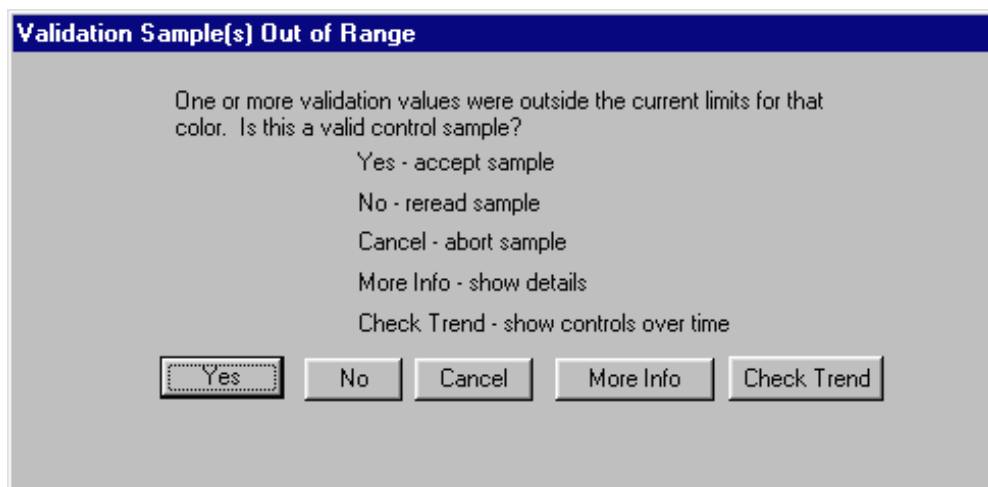 Validation Sample(s) Out of Range
One or more validation values were outside the current limits for that
color.  Is this a valid control sample?
Yes - accept sample
No - reread sample
Cancel - abort sample
More Info - show details
Check Trend - show controls over time
Yes No Cancel More Info Check Trend